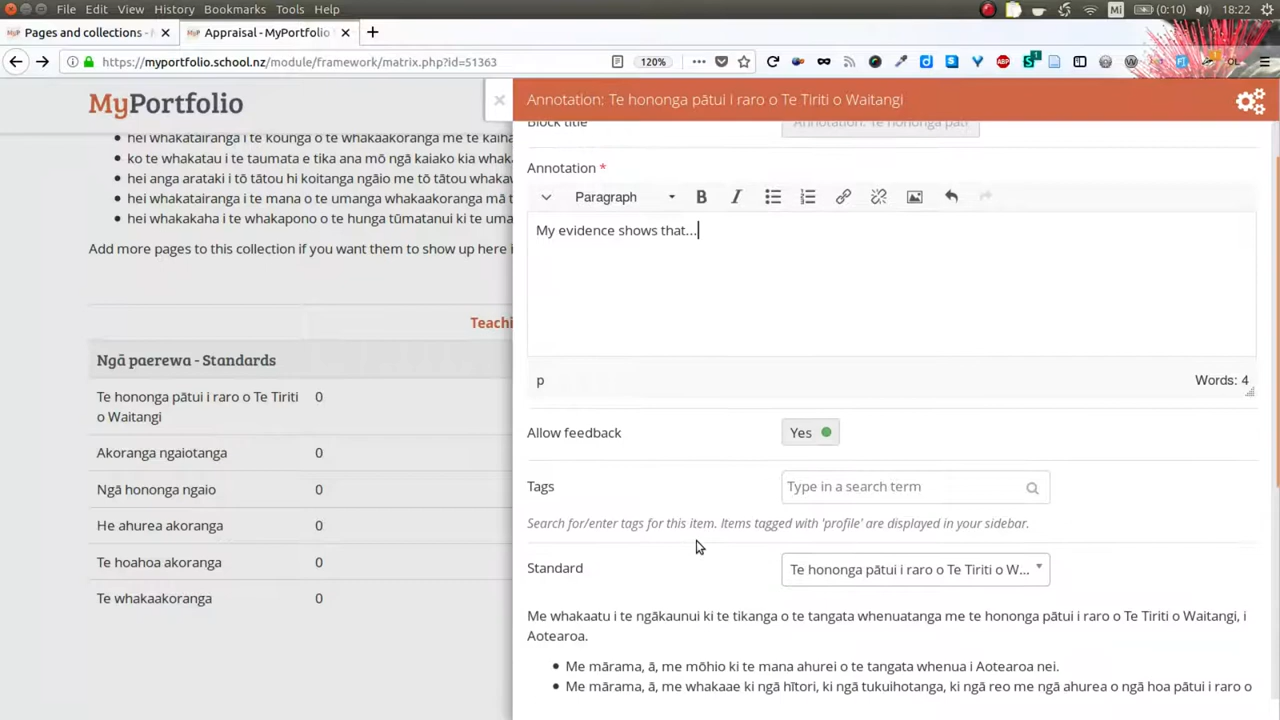 File Edit View History Bookmarks Tools Help
Mi (0:10) 18:22
Pages and collections - Appraisal - MyPortfolio
https://myportfolio.school.nz/module/framework/matrix.php?id=51363 120%
MyPortfolio
hei whakatairanga i te kounga o te whakaakoranga me te kaiha
ko te whakatau i te taumata e tika ana mō ngā kaiako kia whak
hei anga arataki i tō tātou hi koitanga ngāio me tō tātou whakaw
hei whakatairanga i te mana o te umanga whakaakoranga mā t
hei whakakaha i te whakapono o te hunga tūmatanui ki te uma
Add more pages to this collection if you want them to show up here i
Teachi
Ngā paerewa - Standards
Te hononga pātui i raro o Te Tiriti 0
o Waitangi
Akoranga ngaiotanga 0
Ngā hononga ngaio 0
He ahurea akoranga 0
Te hoahoa akoranga 0
Te whakaakoranga 0
Annotation: Te hononga pātui i raro o Te Tiriti o Waitangi
Block title Annotation: Te hononga pāt
Annotation *
Paragraph B I
My evidence shows that...
p Words: 4
Allow feedback Yes
Tags Type in a search term
Search for/enter tags for this item. Items tagged with 'profile' are displayed in your sidebar.
Standard Te hononga pātui i raro o Te Tiriti o W...
Me whakaatu i te ngākaunui ki te tikanga o te tangata whenuatanga me te hononga pātui i raro o Te Tiriti o Waitangi, i
Aotearoa.
Me mārama, ā, me mōhio ki te mana ahurei o te tangata whenua i Aotearoa nei.
Me mārama, ā, me whakaae ki ngā hītori, ki ngā tukuihotanga, ki ngā reo me ngā ahurea o ngā hoa pātui i raro o